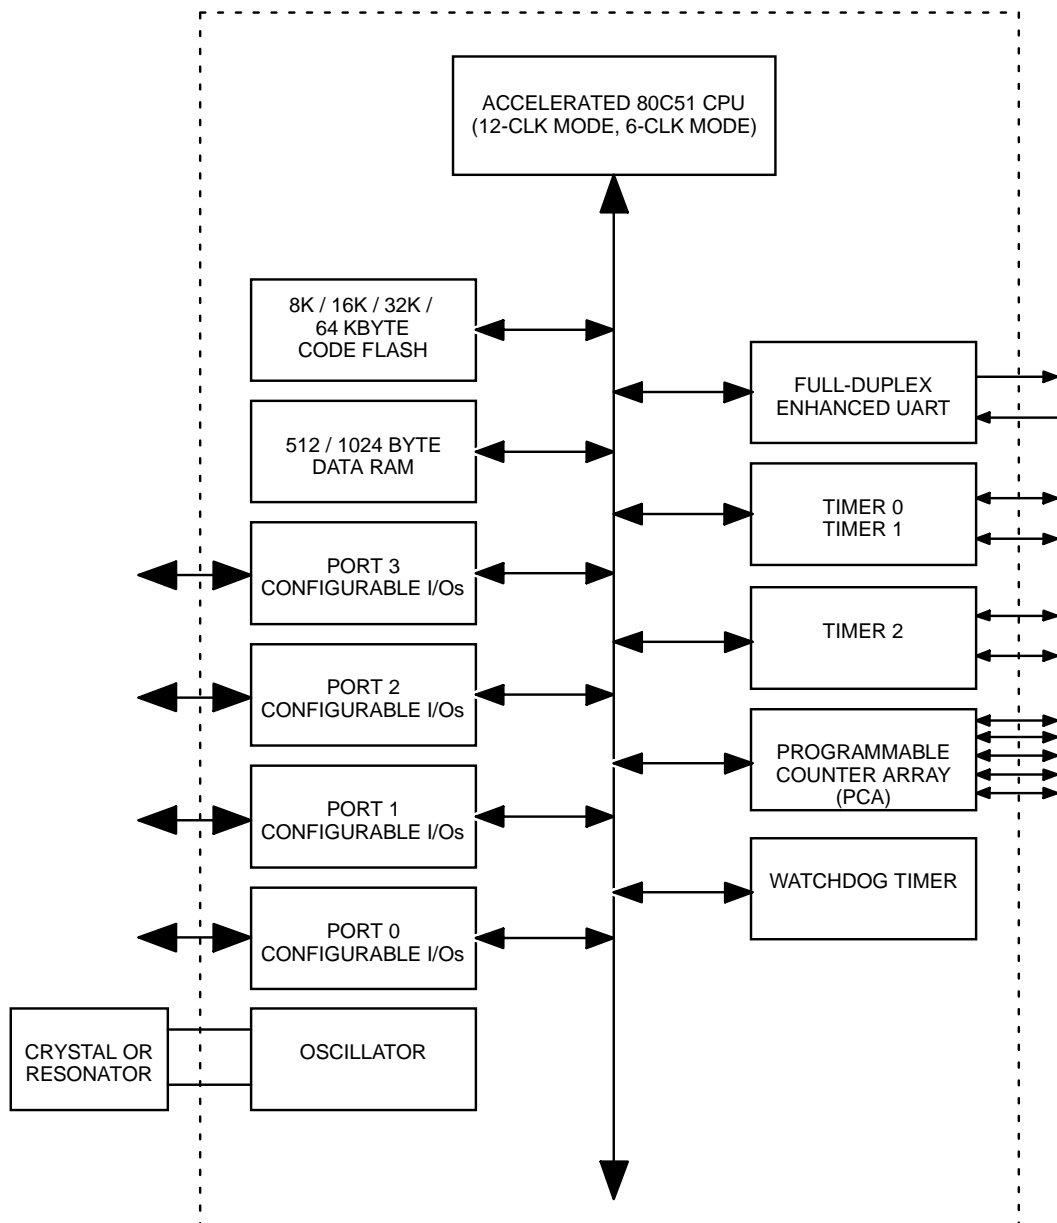 ACCELERATED 80C51 CPU
(12-CLK MODE, 6-CLK MODE)
8K / 16K / 32K /
64 KBYTE
CODE FLASH
512 / 1024 BYTE
DATA RAM
PORT 3
CONFIGURABLE I/Os
PORT 2
CONFIGURABLE I/Os
PORT 1
CONFIGURABLE I/Os
PORT 0
CONFIGURABLE I/Os
CRYSTAL OR
RESONATOR
OSCILLATOR
FULL-DUPLEX
ENHANCED UART
TIMER 0
TIMER 1
TIMER 2
PROGRAMMABLE
COUNTER ARRAY
(PCA)
WATCHDOG TIMER